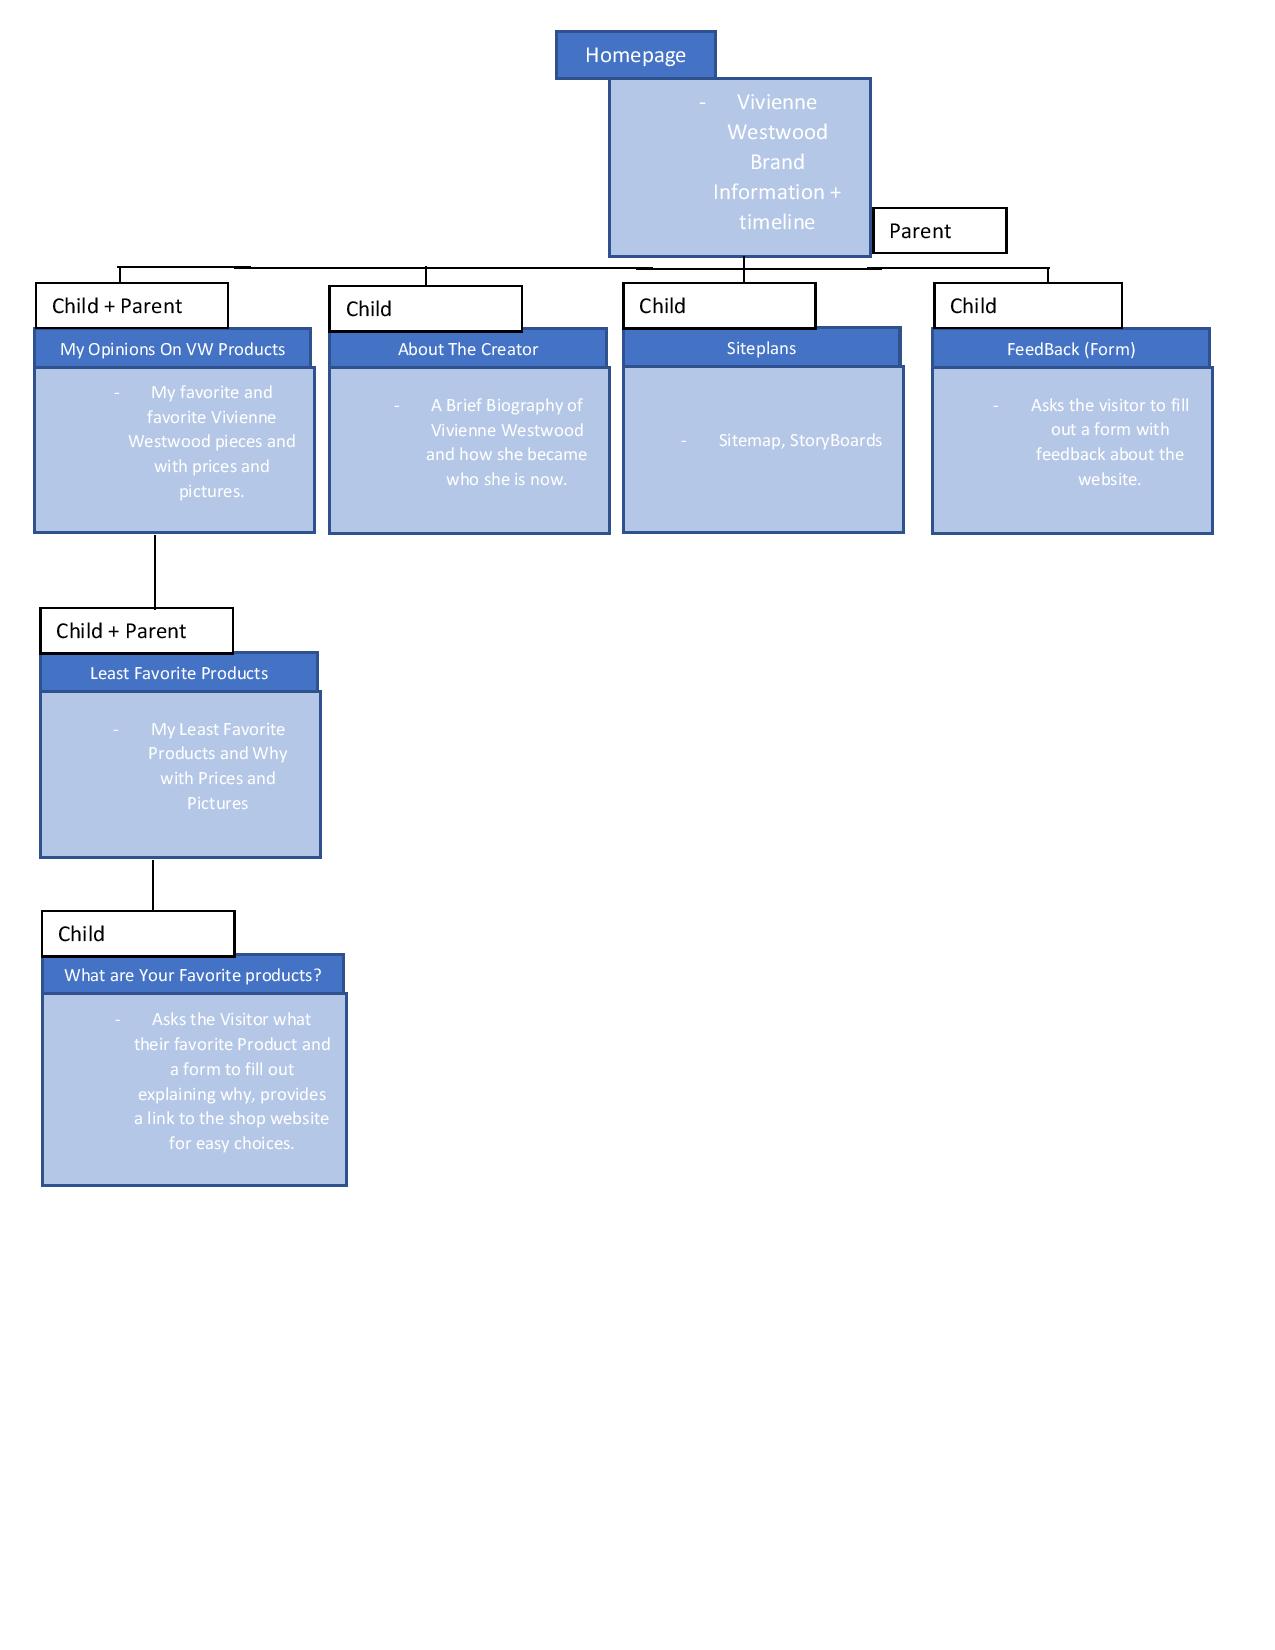 Homepage
- Vivienne
Westwood
Brand
Information +
timeline
Parent
Child + Parent
My Opinions On VW Products
- My favorite and
favorite Vivienne
Westwood pieces and
with prices and
pictures.
Child
About The Creator
- A Brief Biography of
Vivienne Westwood
and how she became
who she is now.
Child
Siteplans
- Sitemap, StoryBoards
Child
FeedBack (Form)
- Asks the visitor to fill
out a form with
feedback about the
website.
Child + Parent
Least Favorite Products
- My Least Favorite
Products and Why
with Prices and
Pictures
Child
What are Your Favorite products?
- Asks the Visitor what
their favorite Product and
a form to fill out
explaining why, provides
a link to the shop website
for easy choices.